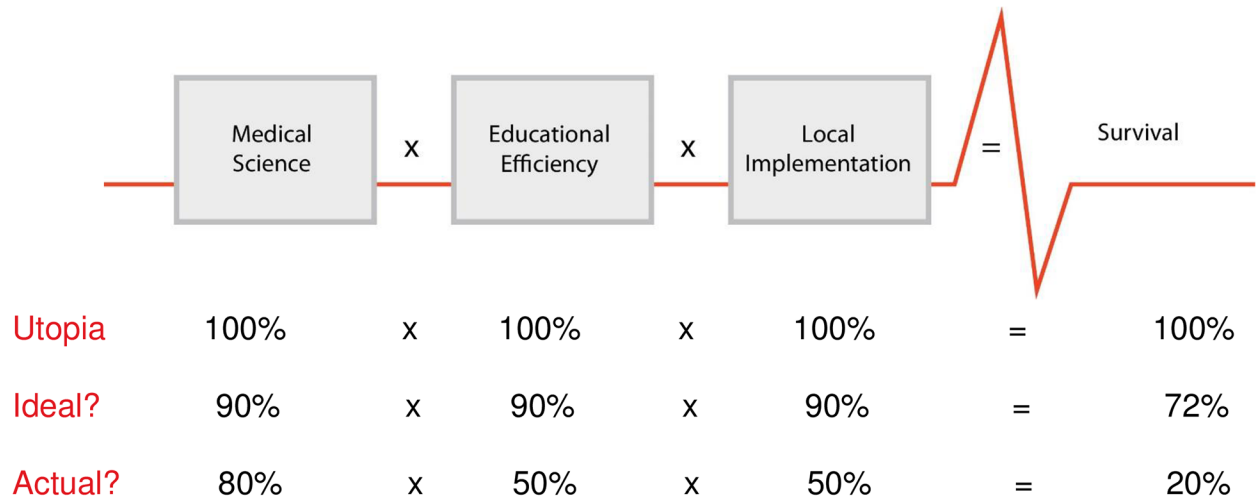 Medical
Science
x
Educational
Efficiency
x
Local
Implementation
=
Survival
Utopia 100% x 100% x 100% = 100%
Ideal? 90% x 90% x 90% = 72%
Actual? 80% x 50% x 50% = 20%